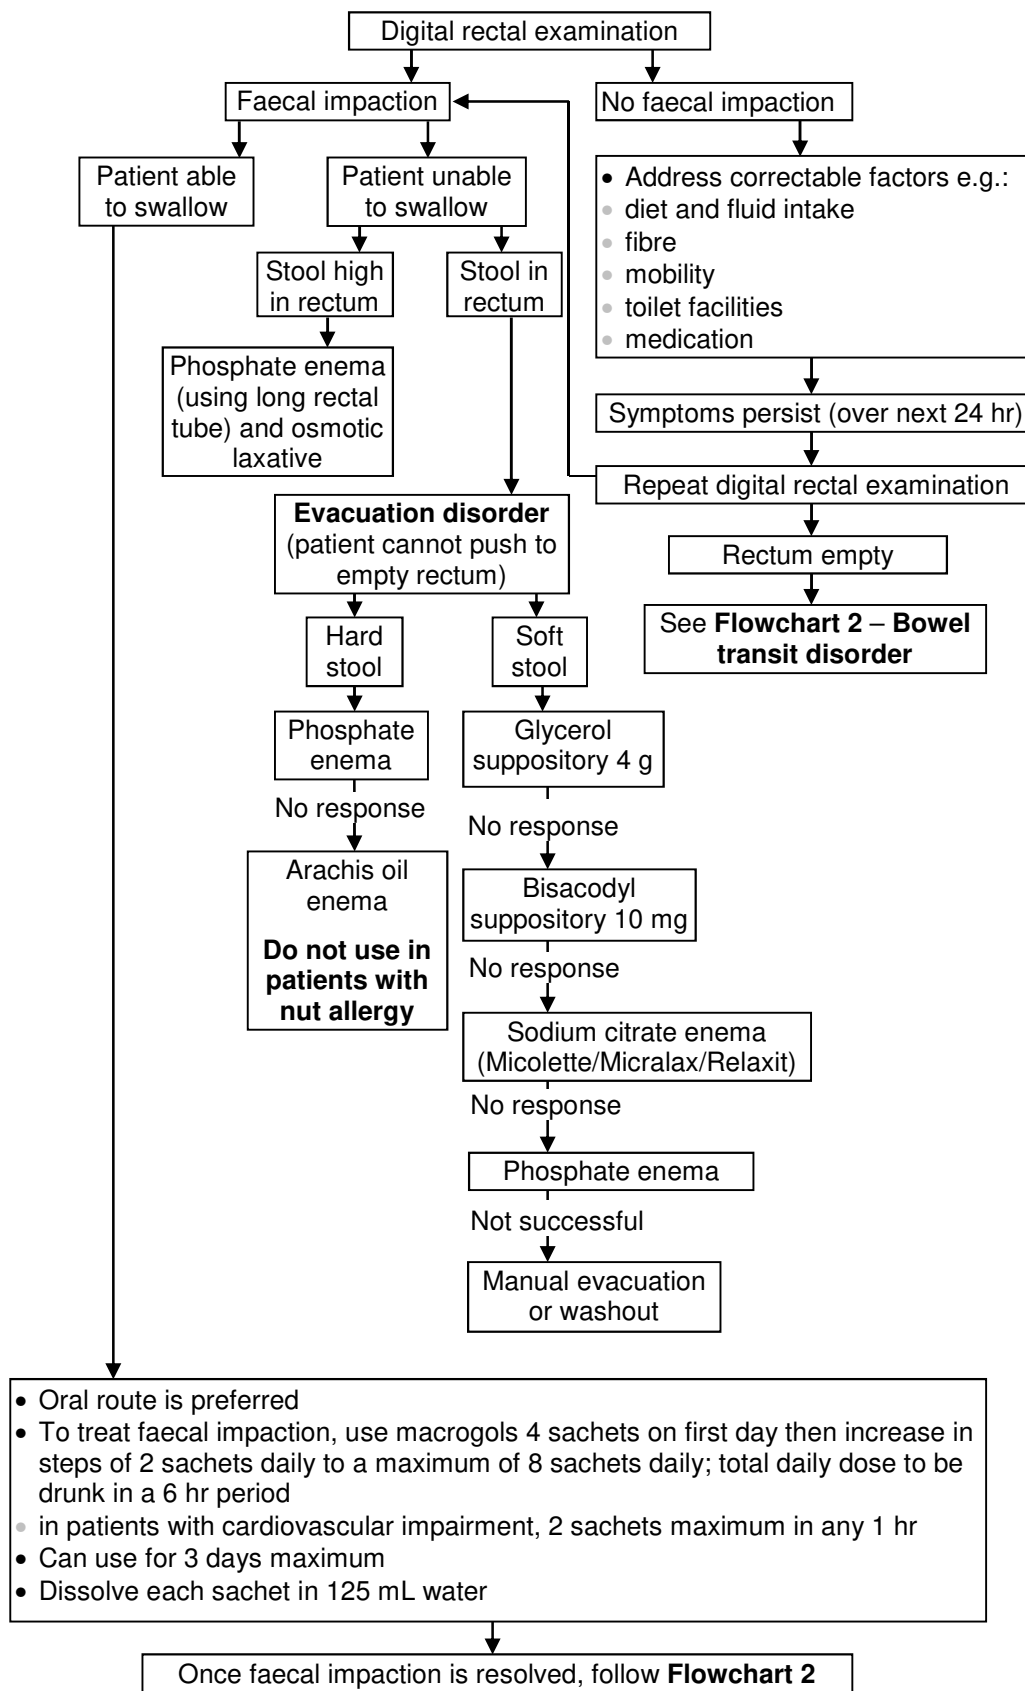 Digital rectal examination
Faecal impaction
No faecal impaction
Patient able
to swallow
Patient unable
to swallow
• Address correctable factors e.g.:
• diet and fluid intake
• fibre
• mobility
• toilet facilities
• medication
Stool high
in rectum
Stool in
rectum
Phosphate enema
(using long rectal
tube) and osmotic
laxative
Symptoms persist (over next 24 hr)
Repeat digital rectal examination
Evacuation disorder
(patient cannot push to
empty rectum)
Rectum empty
See Flowchart 2 – Bowel
transit disorder
Hard
stool
Soft
stool
Phosphate
enema
Glycerol
suppository 4 g
No response
No response
Arachis oil
enema
Do not use in
patients with
nut allergy
Bisacodyl
suppository 10 mg
No response
Sodium citrate enema
(Micolette/Micralax/Relaxit)
No response
Phosphate enema
Not successful
Manual evacuation
or washout
• Oral route is preferred
• To treat faecal impaction, use macrogols 4 sachets on first day then increase in
steps of 2 sachets daily to a maximum of 8 sachets daily; total daily dose to be
drunk in a 6 hr period
• in patients with cardiovascular impairment, 2 sachets maximum in any 1 hr
• Can use for 3 days maximum
• Dissolve each sachet in 125 mL water
Once faecal impaction is resolved, follow Flowchart 2